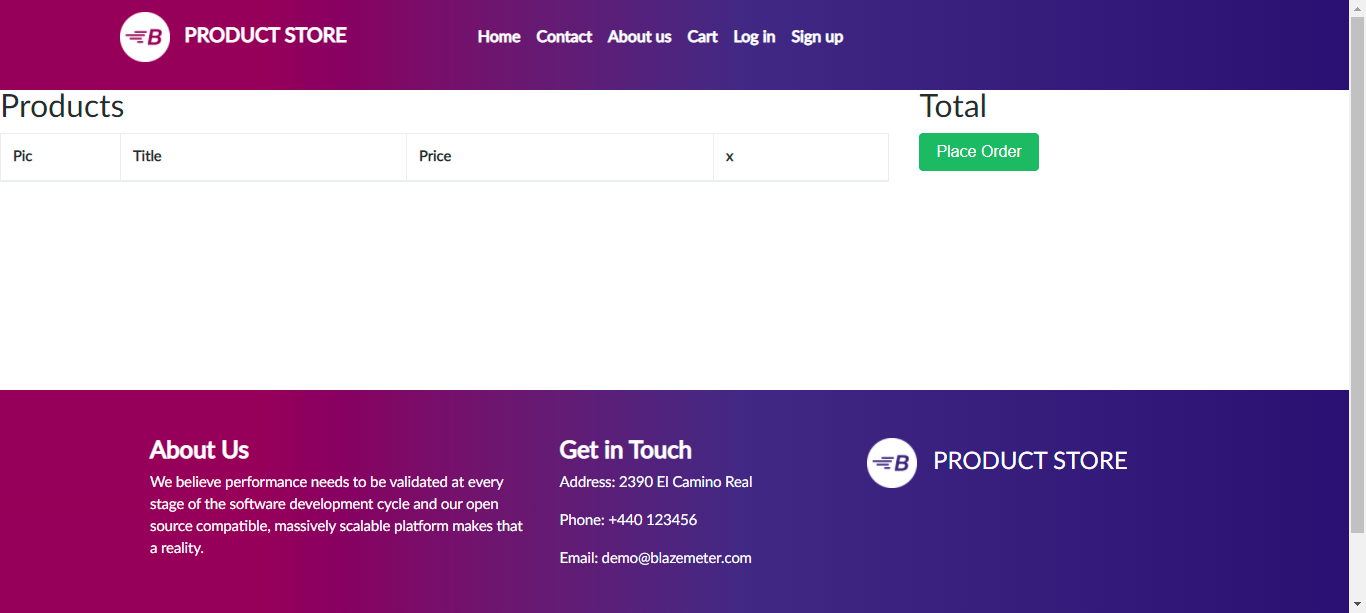 B PRODUCT STORE Home Contact About us Cart Log in Sign up
Products
Pic Title Price x
Total
Place Order
About Us
We believe performance needs to be validated at every
stage of the software development cycle and our open
source compatible, massively scalable platform makes that
a reality.
Get in Touch
Address: 2390 El Camino Real
Phone: +440 123456
Email: demo@blazemeter.com
B PRODUCT STORE